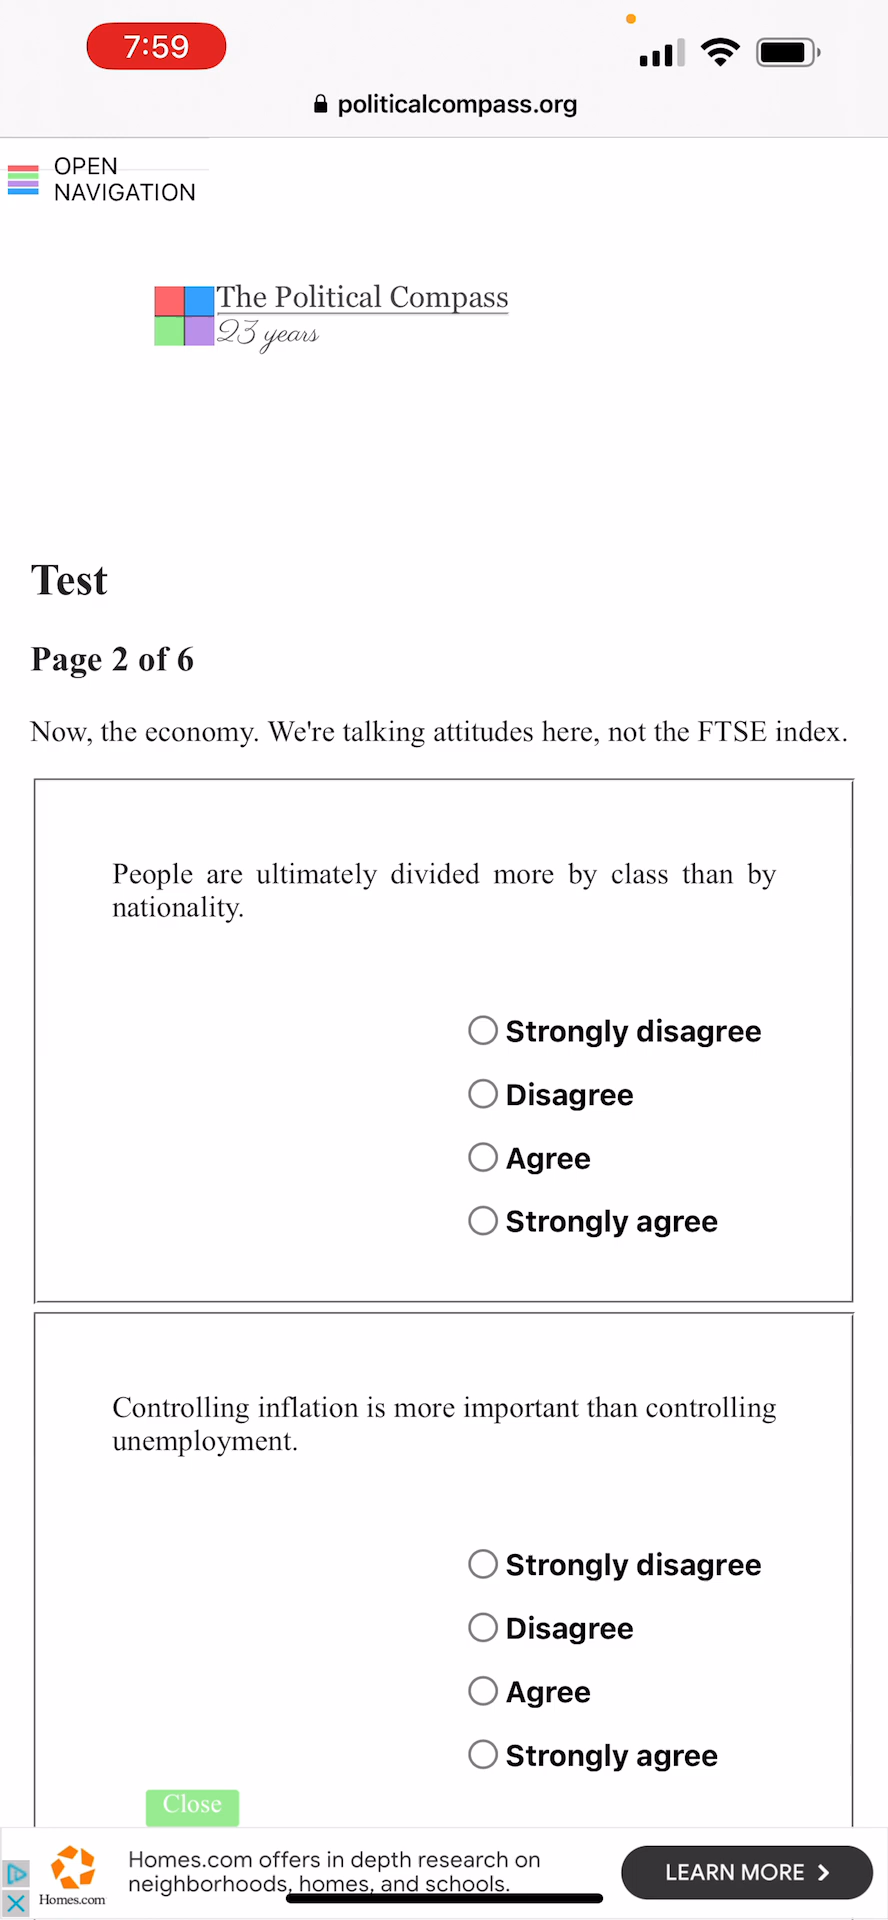 7:59
politicalcompass.org
OPEN
NAVIGATION
The Political Compass
23 years
Test
Page 2 of 6
Now, the economy. We're talking attitudes here, not the FTSE index.
People are ultimately divided more by class than by
nationality.
Strongly disagree
Disagree
Agree
Strongly agree
Controlling inflation is more important than controlling
unemployment.
Strongly disagree
Disagree
Agree
Strongly agree
Close
Homes.com offers in depth research on
neighborhoods, homes, and schools.
Homes.com
LEARN MORE